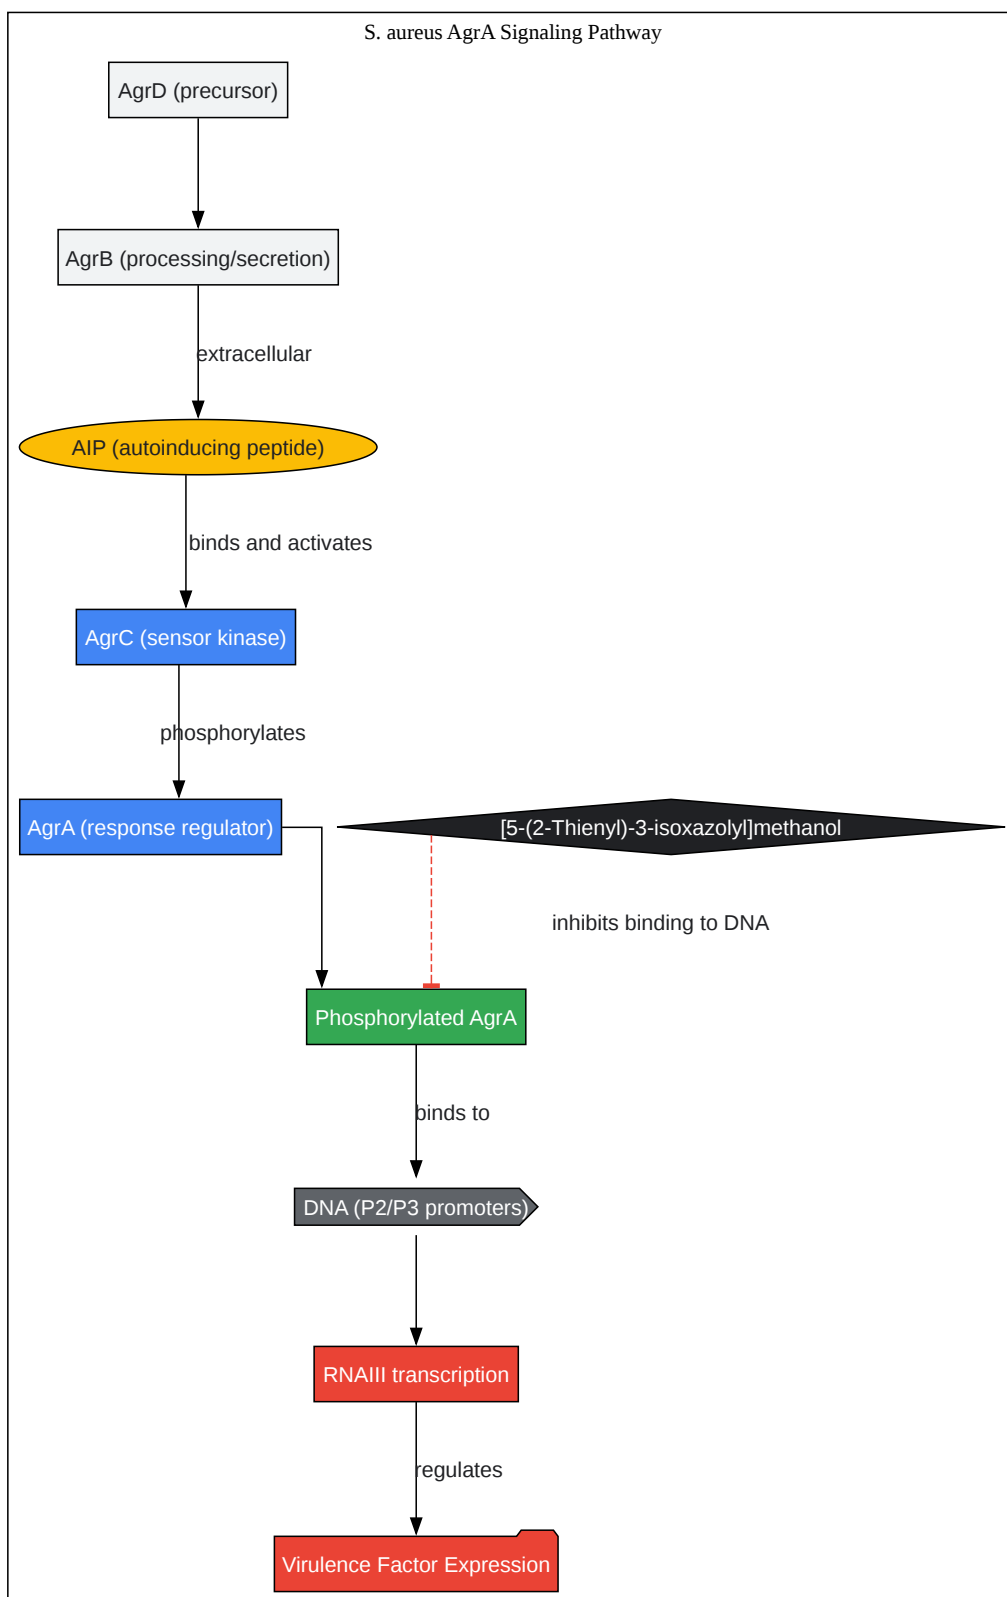 S. aureus AgrA Signaling Pathway
AgrD (precursor)
AgrB (processing/secretion)
extracellular
AIP (autoinducing peptide)
binds and activates
AgrC (sensor kinase)
phosphorylates
AgrA (response regulator)
[5-(2-Thienyl)-3-isoxazolyl]methanol
inhibits binding to DNA
Phosphorylated AgrA
binds to
DNA (P2/P3 promoters)
RNAIII transcription
regulates
Virulence Factor Expression